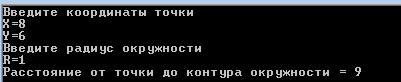 Введите координаты точки
X=8
Y=6
Введите радиус окружности
R=1
Расстояние от точки до контура окружности = 9